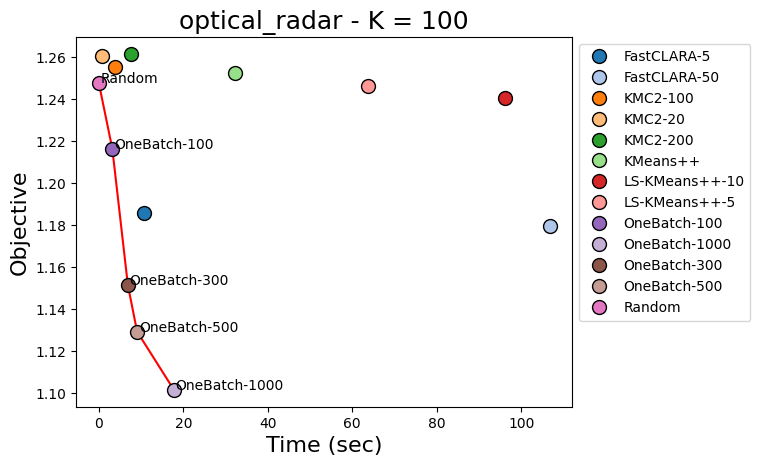 optical_radar - K = 100
Objective
1.26
1.24
1.22
1.20
1.18
1.16
1.14
1.12
1.10
Random
OneBatch-100
OneBatch-300
OneBatch-500
OneBatch-1000
0 20 40 60 80 100
Time (sec)
FastCLARA-5
FastCLARA-50
KMC2-100
KMC2-20
KMC2-200
KMeans++
LS-KMeans++-10
LS-KMeans++-5
OneBatch-100
OneBatch-1000
OneBatch-300
OneBatch-500
Random